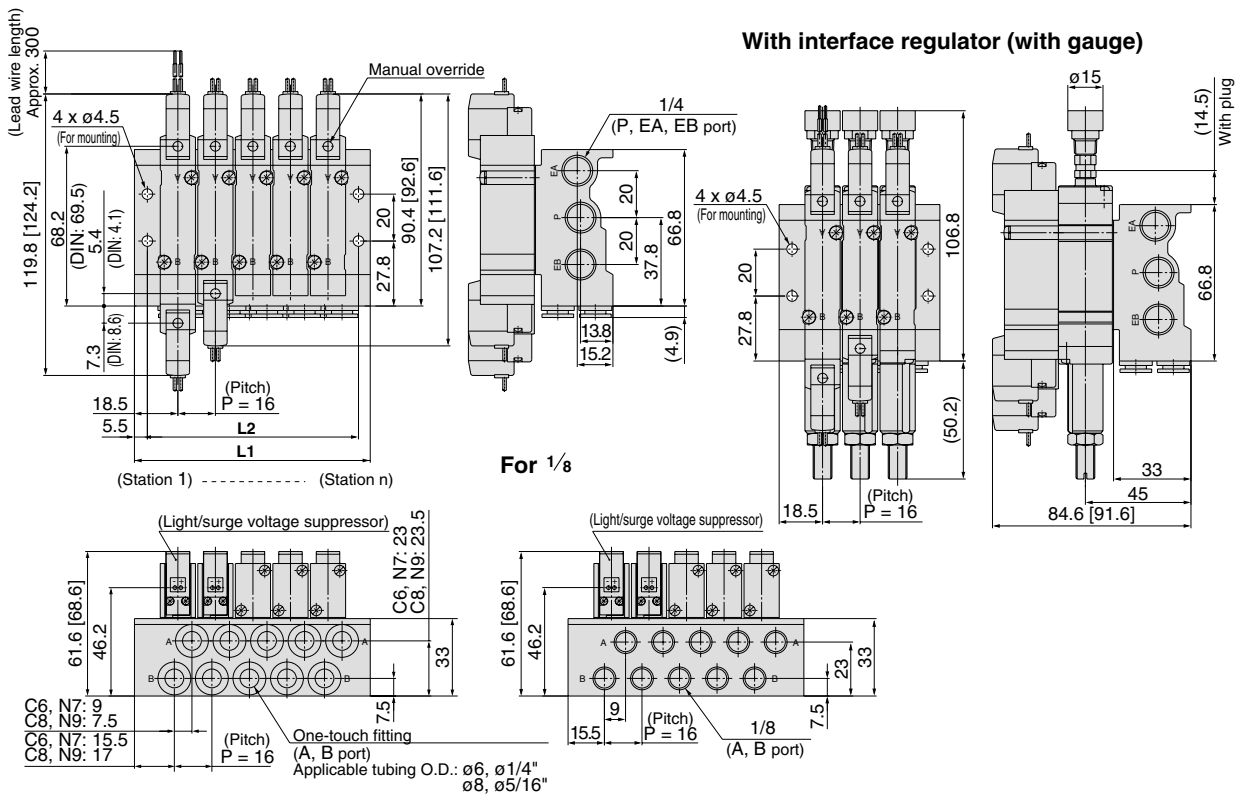 With interface regulator (with gauge)
(Lead wire length)
Approx. 300
4 x ø4.5
(For mounting)
Manual override
119.8 [124.2]
68.2
(DIN: 69.5)
5.4
(DIN: 4.1)
7.3
(DIN: 8.6)
V
V
V
V
V
B
B
B
B
B
20
27.8
90.4 [92.6]
107.2 [111.6]
18.5
5.5
(Pitch)
P = 16
L2
L1
(Station 1)
(Station n)
1/4
(P, EA, EB port)
EA
P
EB
20
20
37.8
66.8
13.8
15.2
(4.9)
4 x ø4.5
(For mounting)
20
27.8
V
V
V
B
B
B
106.8
(50.2)
18.5
(Pitch)
P = 16
ø15
(14.5)
With plug
EA
P
EB
66.8
33
45
84.6 [91.6]
For 1/8
(Light/surge voltage suppressor)
C6, N7: 23
C8, N9: 23.5
61.6 [68.6]
46.2
A
A
B
B
33
7.5
C6, N7: 9
C8, N9: 7.5
C6, N7: 15.5
C8, N9: 17
(Pitch)
P = 16
One-touch fitting
(A, B port)
Applicable tubing O.D.: ø6, ø1/4"
ø8, ø5/16"
(Light/surge voltage suppressor)
61.6 [68.6]
46.2
A
A
B
B
23
33
7.5
9
15.5
(Pitch)
P = 16
1/8
(A, B port)